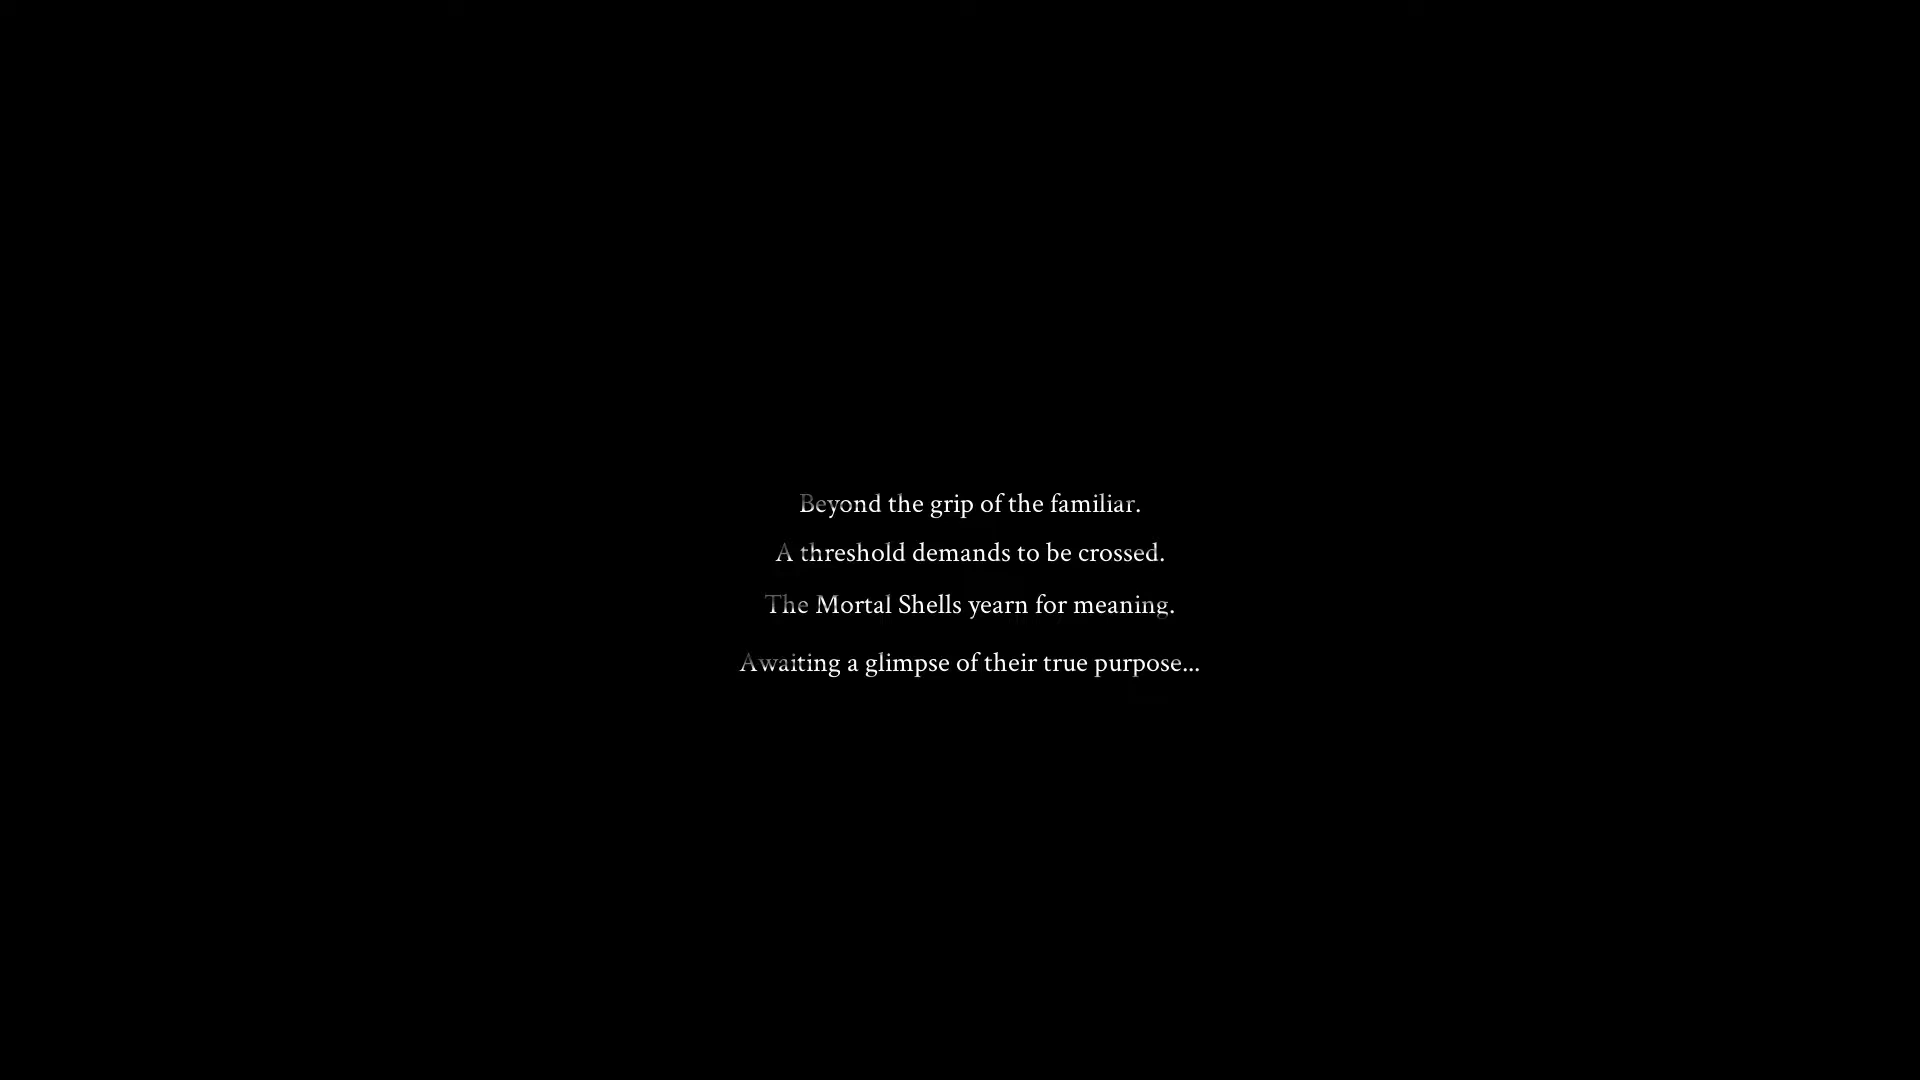 Beyond the grip of the familiar.
A threshold demands to be crossed.
The Mortal Shells yearn for meaning.
Awaiting a glimpse of their true purpose...